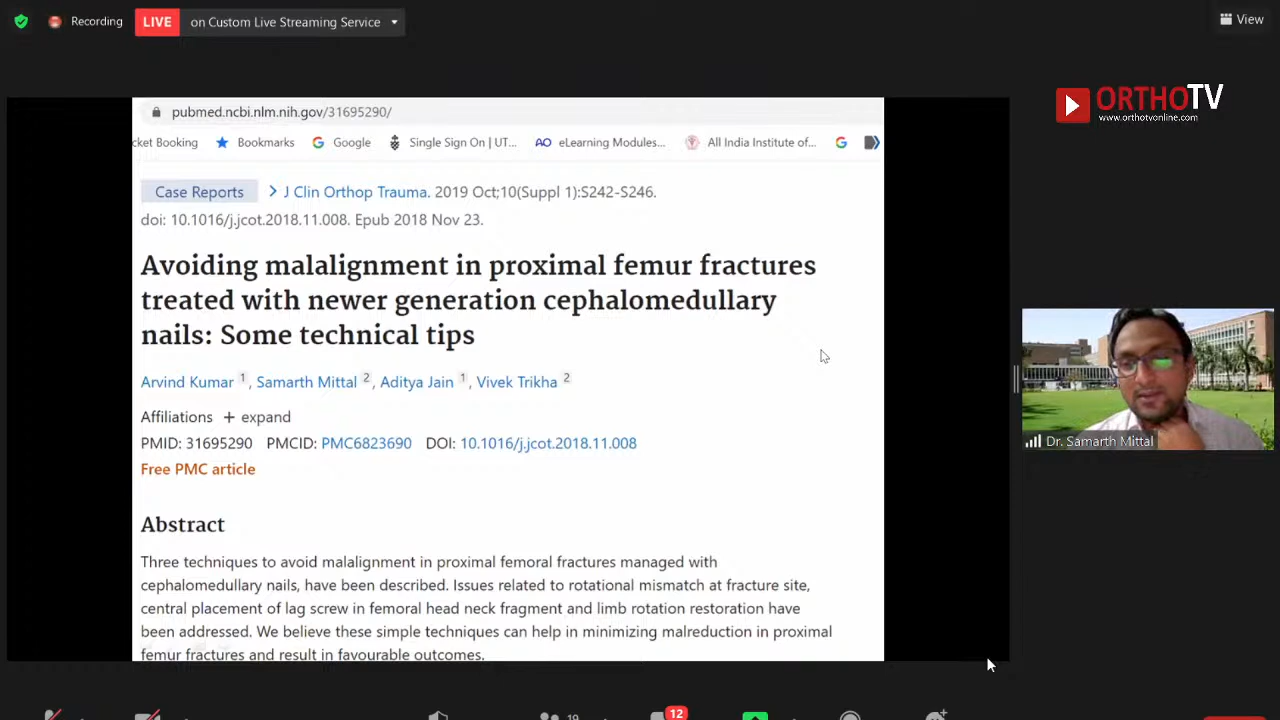 Recording
LIVE
on Custom Live Streaming Service
View
ORTHOTV
www.orthotvonline.com
pubmed.ncbi.nlm.nih.gov/31695290/
cket Booking
Bookmarks
Google
Single Sign On | UT...
AO
eLearning Modules...
All India Institute of...
Case Reports
J Clin Orthop Trauma. 2019 Oct;10(Suppl 1):S242-S246.
doi: 10.1016/j.jcot.2018.11.008. Epub 2018 Nov 23.
Avoiding malalignment in proximal femur fractures
treated with newer generation cephalomedullary
nails: Some technical tips
Arvind Kumar 1, Samarth Mittal 2, Aditya Jain 1, Vivek Trikha 2
Affiliations + expand
PMID: 31695290 PMCID: PMC6823690 DOI: 10.1016/j.jcot.2018.11.008
Free PMC article
Abstract
Three techniques to avoid malalignment in proximal femoral fractures managed with
cephalomedullary nails, have been described. Issues related to rotational mismatch at fracture site,
central placement of lag screw in femoral head neck fragment and limb rotation restoration have
been addressed. We believe these simple techniques can help in minimizing malreduction in proximal
femur fractures and result in favourable outcomes.
Dr. Samarth Mittal
19
12